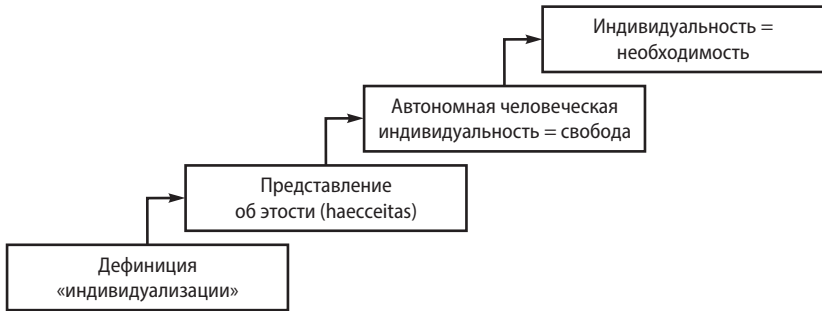 Индивидуальность =
необходимость
Автономная человеческая
индивидуальность = свобода
Представление
об этости (haecceitas)
Дефиниция
«индивидуализации»